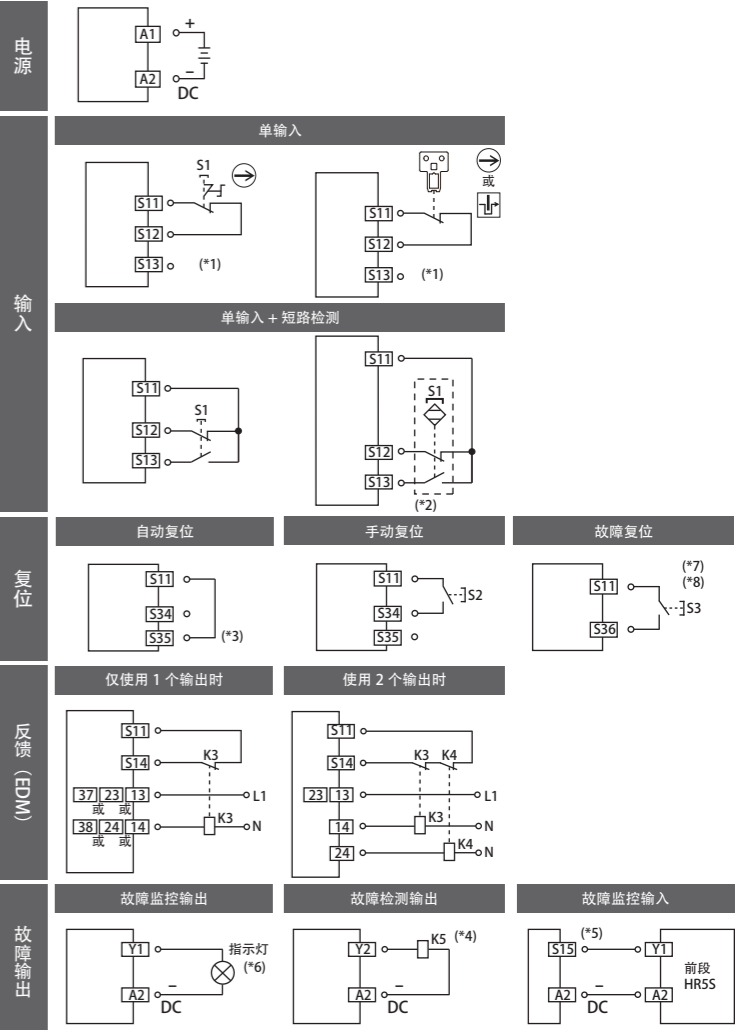 电源
A1
+
A2
–
DC
输入
单输入
S1
S11
S12
S13
(*1)
或
S11
S12
S13
(*1)
单输入 + 短路检测
S11
S1
S12
S13
S11
S1
S12
S13
(*2)
复位
自动复位
手动复位
故障复位
S11
S34
S35
(*3)
S11
S2
S34
S35
(*7)
(*8)
S11
S3
S36
反馈（EDM）
仅使用 1 个输出时
使用 2 个输出时
S11
S14
K3
37 23 13
L1
或 或
38 24 14
K3
N
或 或
S11
S14
K3 K4
23 13
L1
14
K3
N
24
K4
N
故障输出
故障监控输出
故障检测输出
故障监控输入
Y1
指示灯
(*6)
A2
–
DC
Y2
K5
(*4)
A2
–
DC
S15
(*5)
Y1
前段
HR5S
A2
–
DC
A2